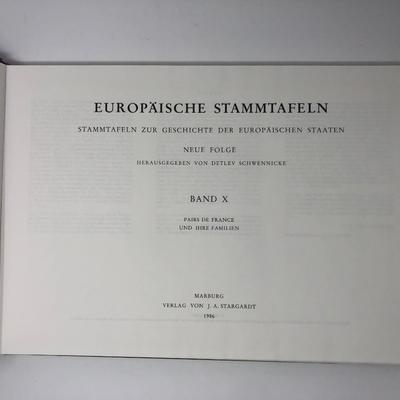 EUROPÄISCHE STAMMTAFELN
STAMMTAFELN ZUR GESCHICHTE DER EUROPÄISCHEN STAATEN
NEUE FOLGE
HERAUSGEGEBEN VON DETLEV SCHWENNICKE
BAND X
PAIRS DE FRANCE
UND IHRE FAMILIEN
MARBURG
VERLAG VON J. A. STARGARDT
1986